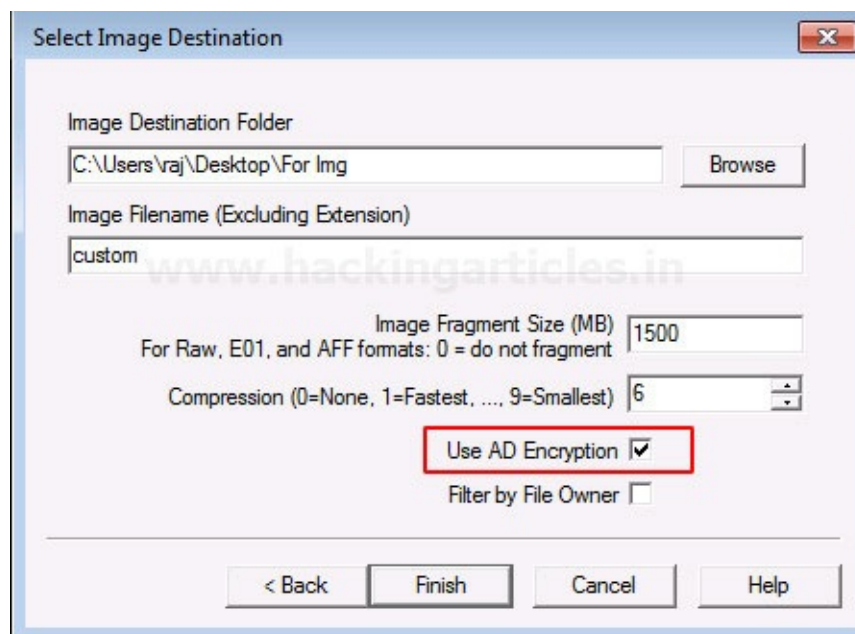 Select Image Destination
Image Destination Folder
C:\Users\raj\Desktop\For Img
Browse
Image Filename (Excluding Extension)
custom
www.hackingarticles.in
Image Fragment Size (MB)
For Raw, E01, and AFF formats: 0 = do not fragment
1500
Compression (0=None, 1=Fastest, ..., 9=Smallest)
6
Use AD Encryption
Filter by File Owner
< Back
Finish
Cancel
Help